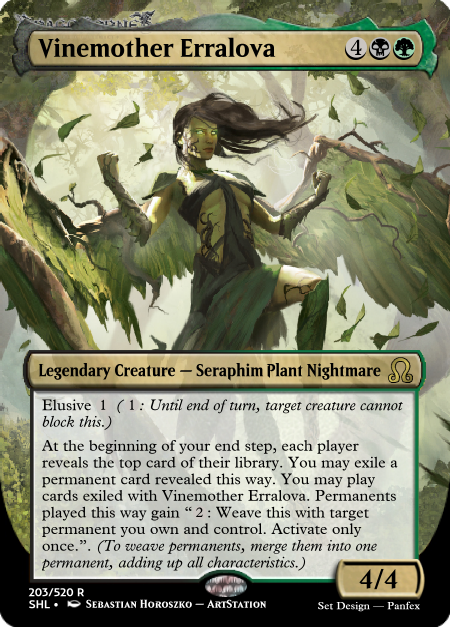 Vinemother Erralova 4
Legendary Creature — Seraphim Plant Nightmare
Elusive 1 ( 1 : Until end of turn, target creature cannot
block this.)
At the beginning of your end step, each player
reveals the top card of their library. You may exile a
permanent card revealed this way. You may play
cards exiled with Vinemother Erralova. Permanents
played this way gain “ 2 : Weave this with target
permanent you own and control. Activate only
once.”. (To weave permanents, merge them into one
permanent, adding up all characteristics.)
4/4
203/520 R
SHL • Sebastian Horoszko — ArtStation
Set Design — Panfex